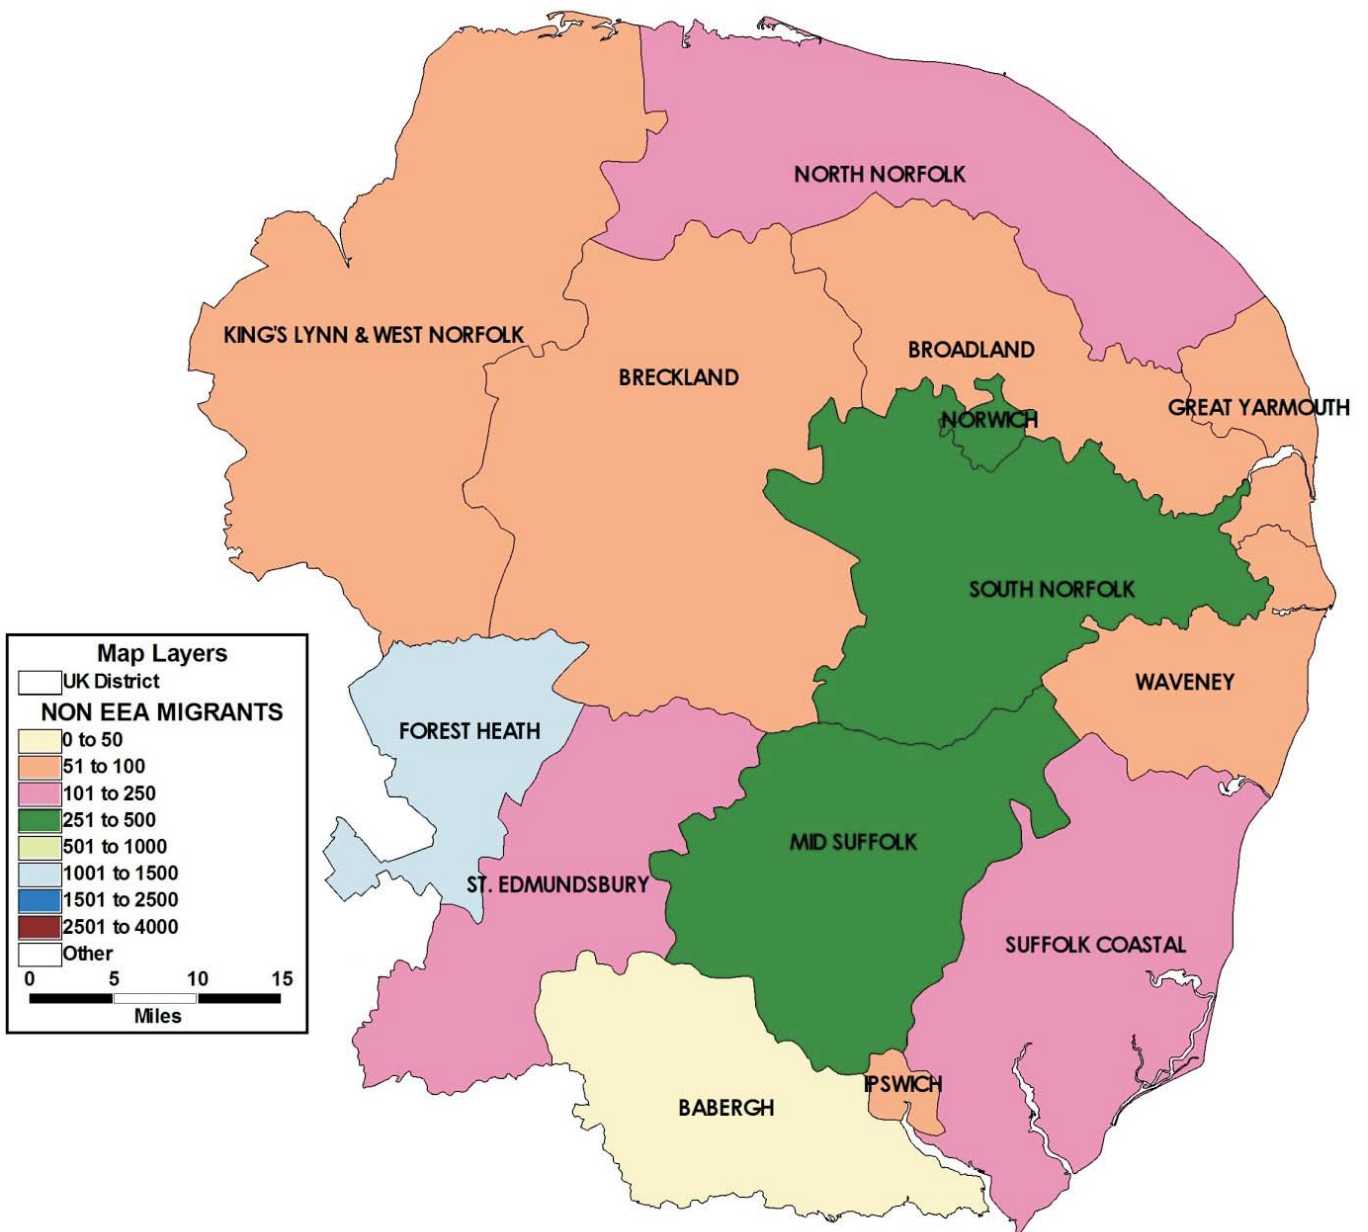 NORTH NORFOLK
KING'S LYNN & WEST NORFOLK
BROADLAND
BRECKLAND
GREAT YARMOUTH
NORWICH
SOUTH NORFOLK
WAVENEY
FOREST HEATH
MID SUFFOLK
ST. EDMUNDSBURY
SUFFOLK COASTAL
IPSWICH
BABERGH
Map Layers
UK District
NON EEA MIGRANTS
0 to 50
51 to 100
101 to 250
251 to 500
501 to 1000
1001 to 1500
1501 to 2500
2501 to 4000
Other
0 5 10 15
Miles